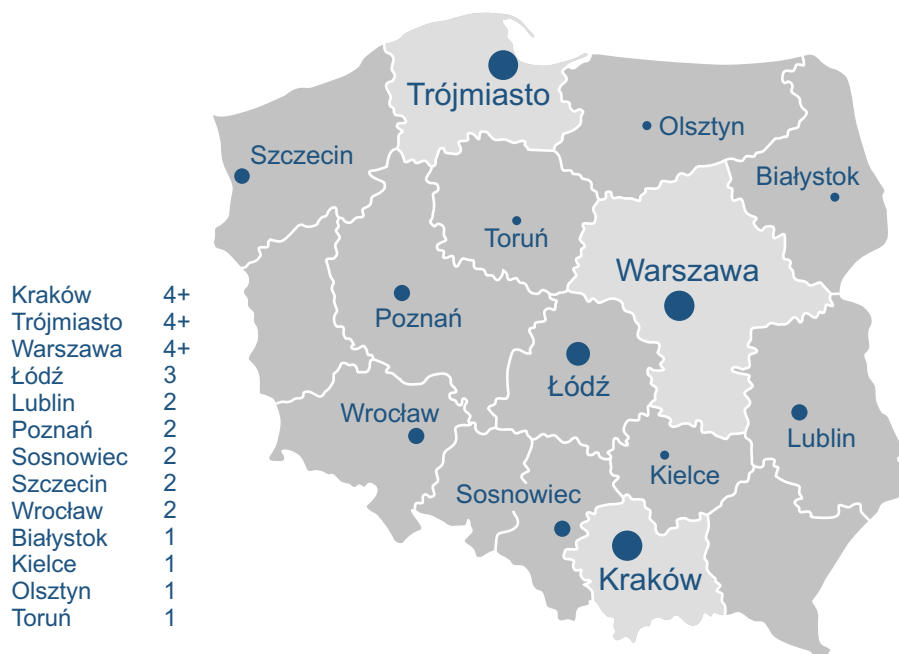 Trójmiasto
Olsztyn
Szczecin
Białystok
Toruń
Warszawa
Poznań
Łódź
Wrocław
Lublin
Kielce
Sosnowiec
Kraków
Kraków 4+
Trójmiasto 4+
Warszawa 4+
Łódź 3
Lublin 2
Poznań 2
Sosnowiec 2
Szczecin 2
Wrocław 2
Białystok 1
Kielce 1
Olsztyn 1
Toruń 1